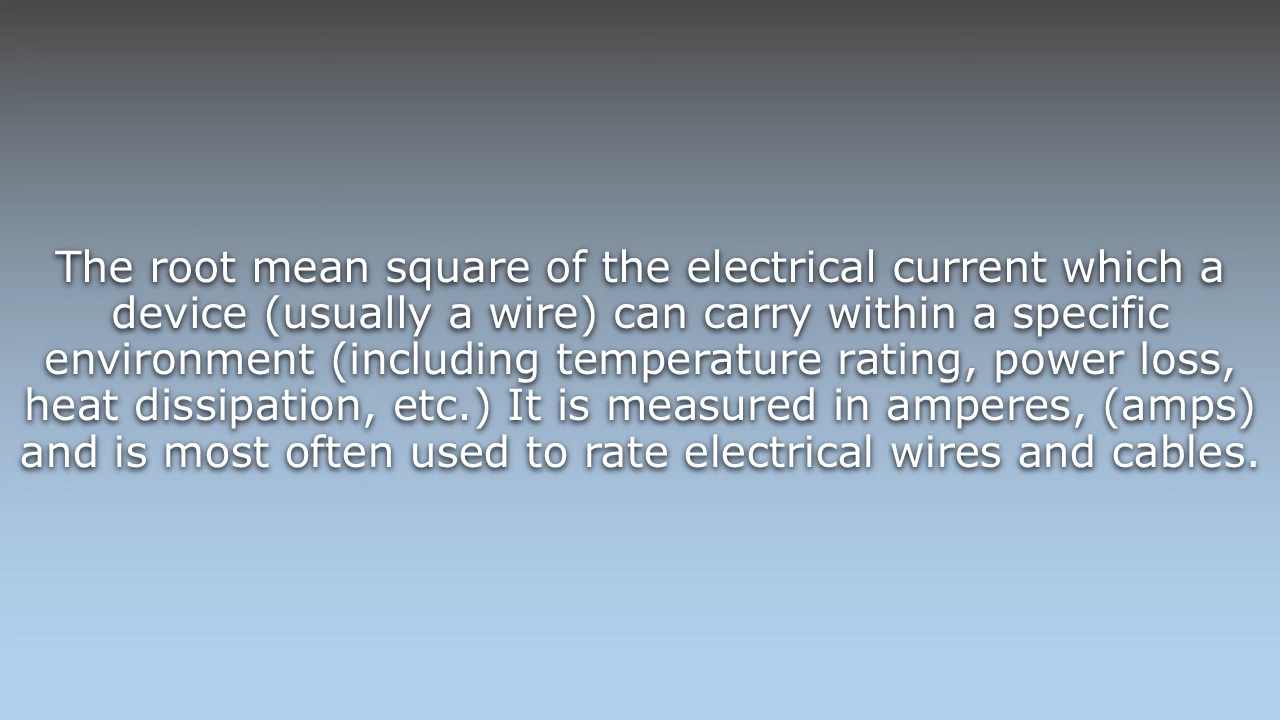 The root mean square of the electrical current which a
device (usually a wire) can carry within a specific
environment (including temperature rating, power loss,
heat dissipation, etc.) It is measured in amperes, (amps)
and is most often used to rate electrical wires and cables.